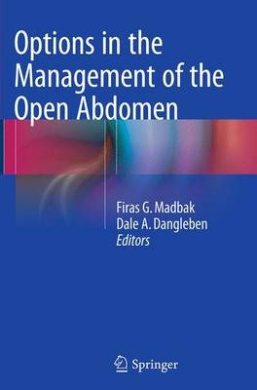 Options in the
Management of the
Open Abdomen
Firas G. Madbak
Dale A. Dangleben
Editors
Springer